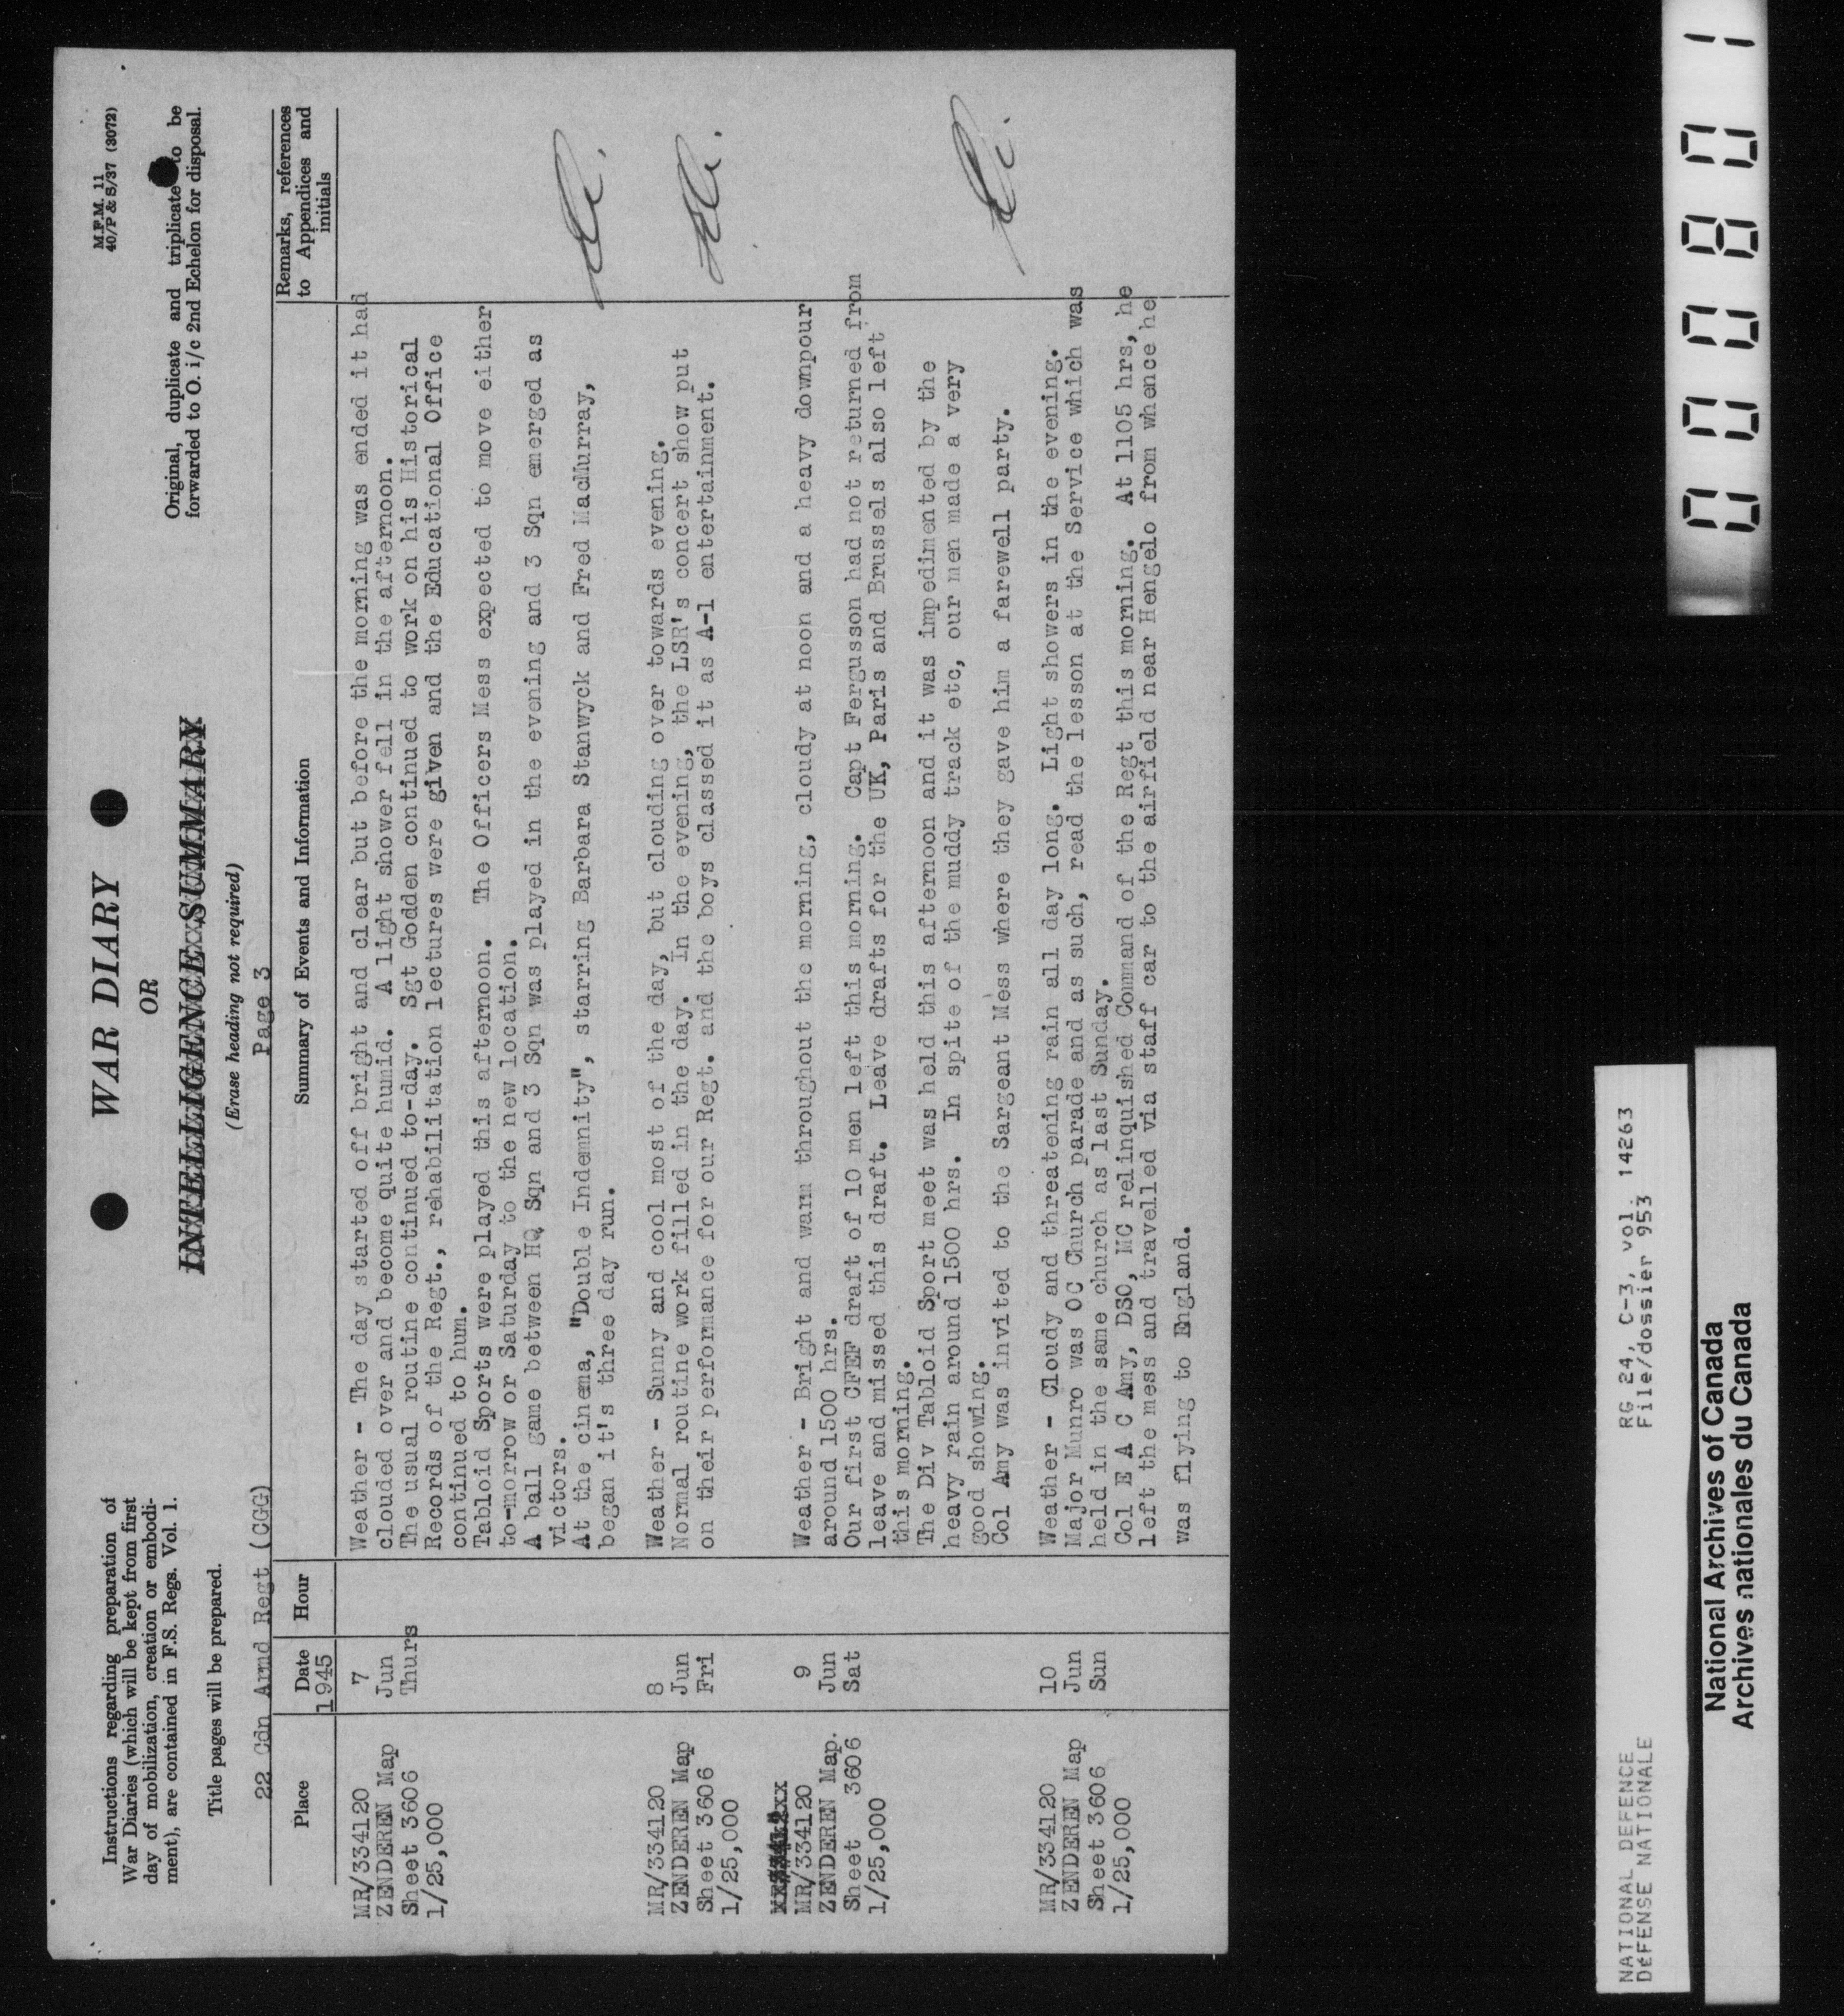 Instructions regarding preparation of
War Diaries (which will be kept from first
day of mobilization, creation or embodi-
ment), are contained in F.S. Regs. Vol. 1.
Title pages will be prepared.
WAR DIARY
OR
INTELLIGENCE SUMMARY
(Erase heading not required)
M.F.M. 11
40/P & S/37 (3072)
Original, duplicate and triplicate to be
forwarded to O. i/c 2nd Echelon for disposal.
22 Cdn Armd Regt (CGG)
Page 3
Place
Date
1945
Hour
Summary of Events and Information
Remarks, references
to Appendices and
initials
MR/334120
ZENDEREN Map
Sheet 3606
1/25,000
7
Jun
Thurs
Weather - The day started off bright and clear but before the morning was ended it had
clouded over and become quite humid. A light shower fell in the afternoon.
The usual routine continued to-day. Sgt Godden continued to work on his Historical
Records of the Regt., rehabilitation lectures were given and the Educational Office
continued to hum.
Tabloid Sports were played this afternoon. The Officers Mess expected to move either
to-morrow or Saturday to the new location.
A ball game between HQ Sqn and 3 Sqn was played in the evening and 3 Sqn emerged as
victors.
At the cinema, "Double Indemnity", starring Barbara Stanwyck and Fred MacMurray,
began it's three day run.
MR/334120
ZENDEREN Map
Sheet 3606
1/25,000
8
Jun
Fri
Weather - Sunny and cool most of the day, but clouding over towards evening.
Normal routine work filled in the day. In the evening, the LSR's concert show put
on their performance for our Regt. and the boys classed it as A-1 entertainment.
MR/334120
ZENDEREN Map.
Sheet 3606
1/25,000
9
Jun
Sat
Weather - Bright and warm throughout the morning, cloudy at noon and a heavy downpour
around 1500 hrs.
Our first CFEF draft of 10 men left this morning. Capt Fergusson had not returned from
leave and missed this draft. Leave drafts for the UK, Paris and Brussels also left
this morning.
The Div Tabloid Sport meet was held this afternoon and it was impedimented by the
heavy rain around 1500 hrs. In spite of the muddy track etc, our men made a very
good showing.
Col Amy was invited to the Sargeant Mess where they gave him a farewell party.
MR/334120
ZENDEREN Map
Sheet 3606
1/25,000
10
Jun
Sun
Weather - Cloudy and threatening rain all day long. Light showers in the evening.
Major Munro was OC Church parade and as such, read the lesson at the Service which was
held in the same church as last Sunday.
Col E A C Amy, DSO, MC relinquished Command of the Regt this morning. At 1105 hrs, he
left the mess and travelled via staff car to the airfield near Hengelo from whence he
was flying to England.
NATIONAL DEFENCE
DÉFENSE NATIONALE
RG 24, C-3, vol. 14263
File/dossier 953
National Archives of Canada
Archives nationales du Canada
000801